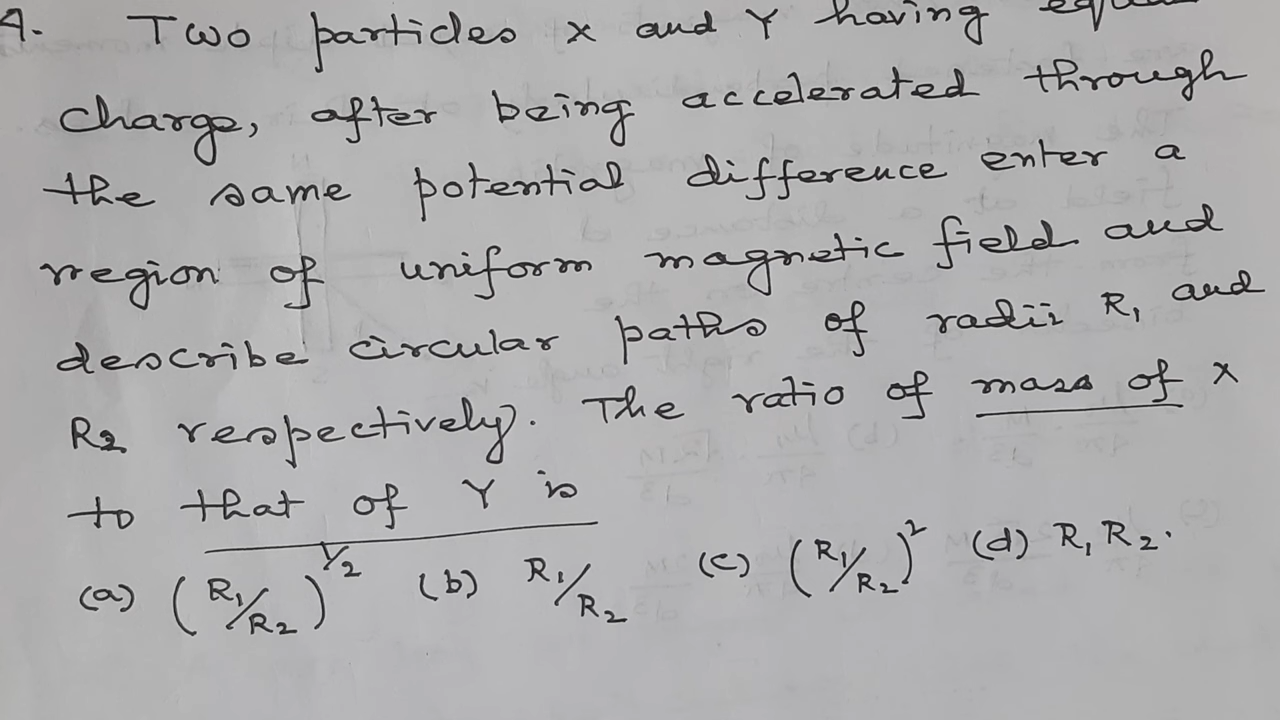 4. Two particles x and Y having
charge, after being accelerated through
the same potential difference enter a
region of uniform magnetic field and
describe circular paths of radii R₁ and
R₂ respectively. The ratio of mass of x
to that of Y is
(a) (R₁/R₂)^1/2 (b) R₁/R₂ (c) (R₁/R₂)² (d) R₁R₂.